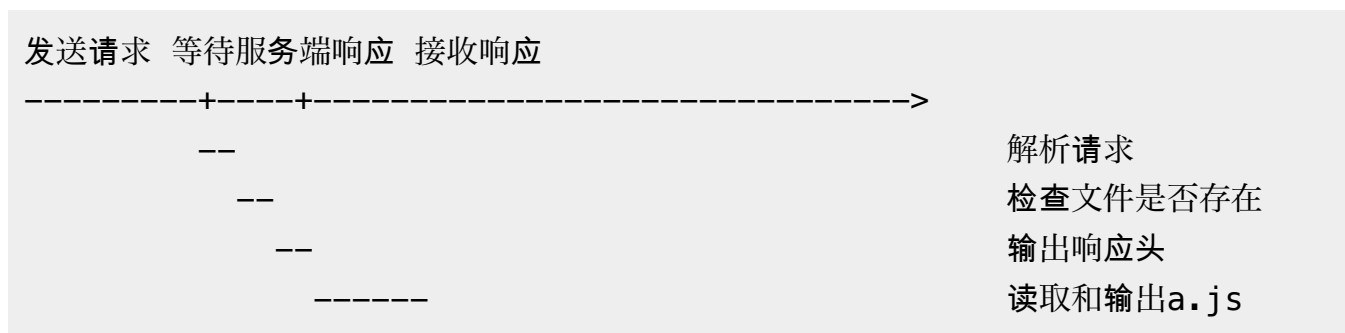 发送请求 等待服务端响应 接收响应
---------+----+------------------------------->
-- 解析请求
-- 检查文件是否存在
-- 输出响应头
------ 读取和输出a.js